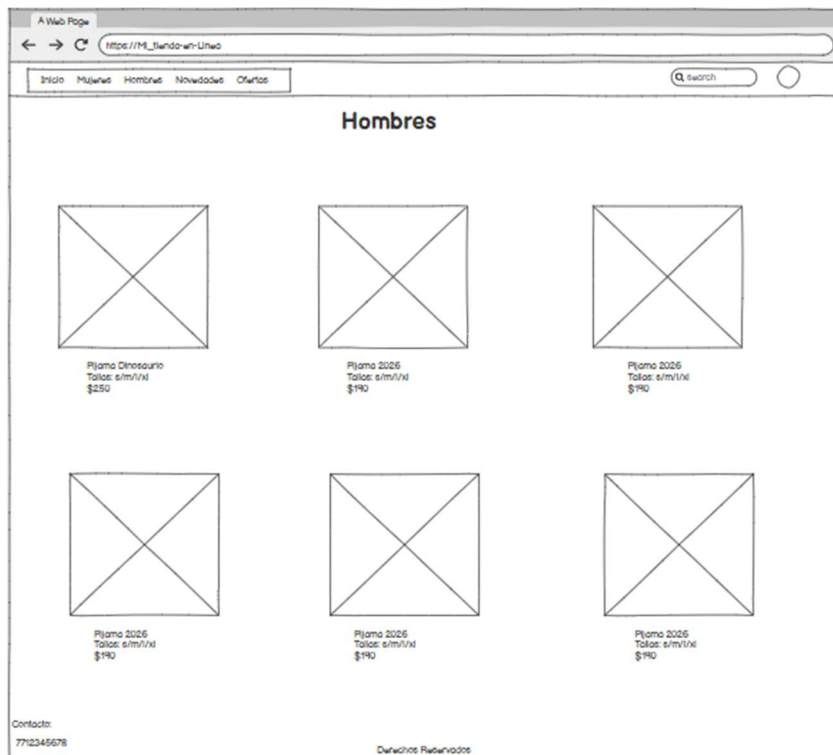 A Web Page
https://Mi_tienda-en-Linea
Inicio Mujeres Hombres Novedades Ofertas
search
Hombres
Pijama Dinosaurio
Tallas: s/m/l/xl
$250
Pijama 2026
Tallas: s/m/l/xl
$190
Pijama 2026
Tallas: s/m/l/xl
$190
Pijama 2026
Tallas: s/m/l/xl
$190
Pijama 2026
Tallas: s/m/l/xl
$190
Pijama 2026
Tallas: s/m/l/xl
$190
Contacto:
7712345678
Derechos Reservados